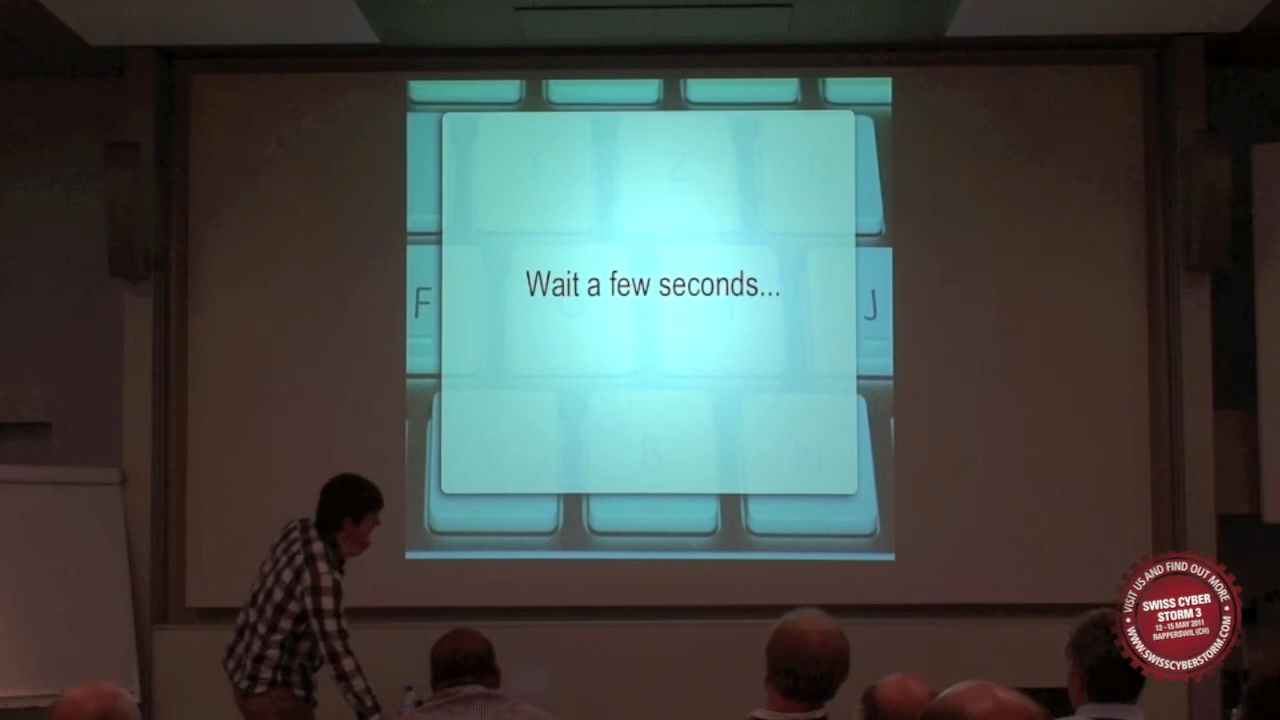 Wait a few seconds...
F
J
B
VISIT US AND FIND OUT MORE
SWISS CYBER
STORM 3
12 - 15 MAY 2011
RAPPERSWIL (CH)
WWW.SWISSCYBERSTORM.COM